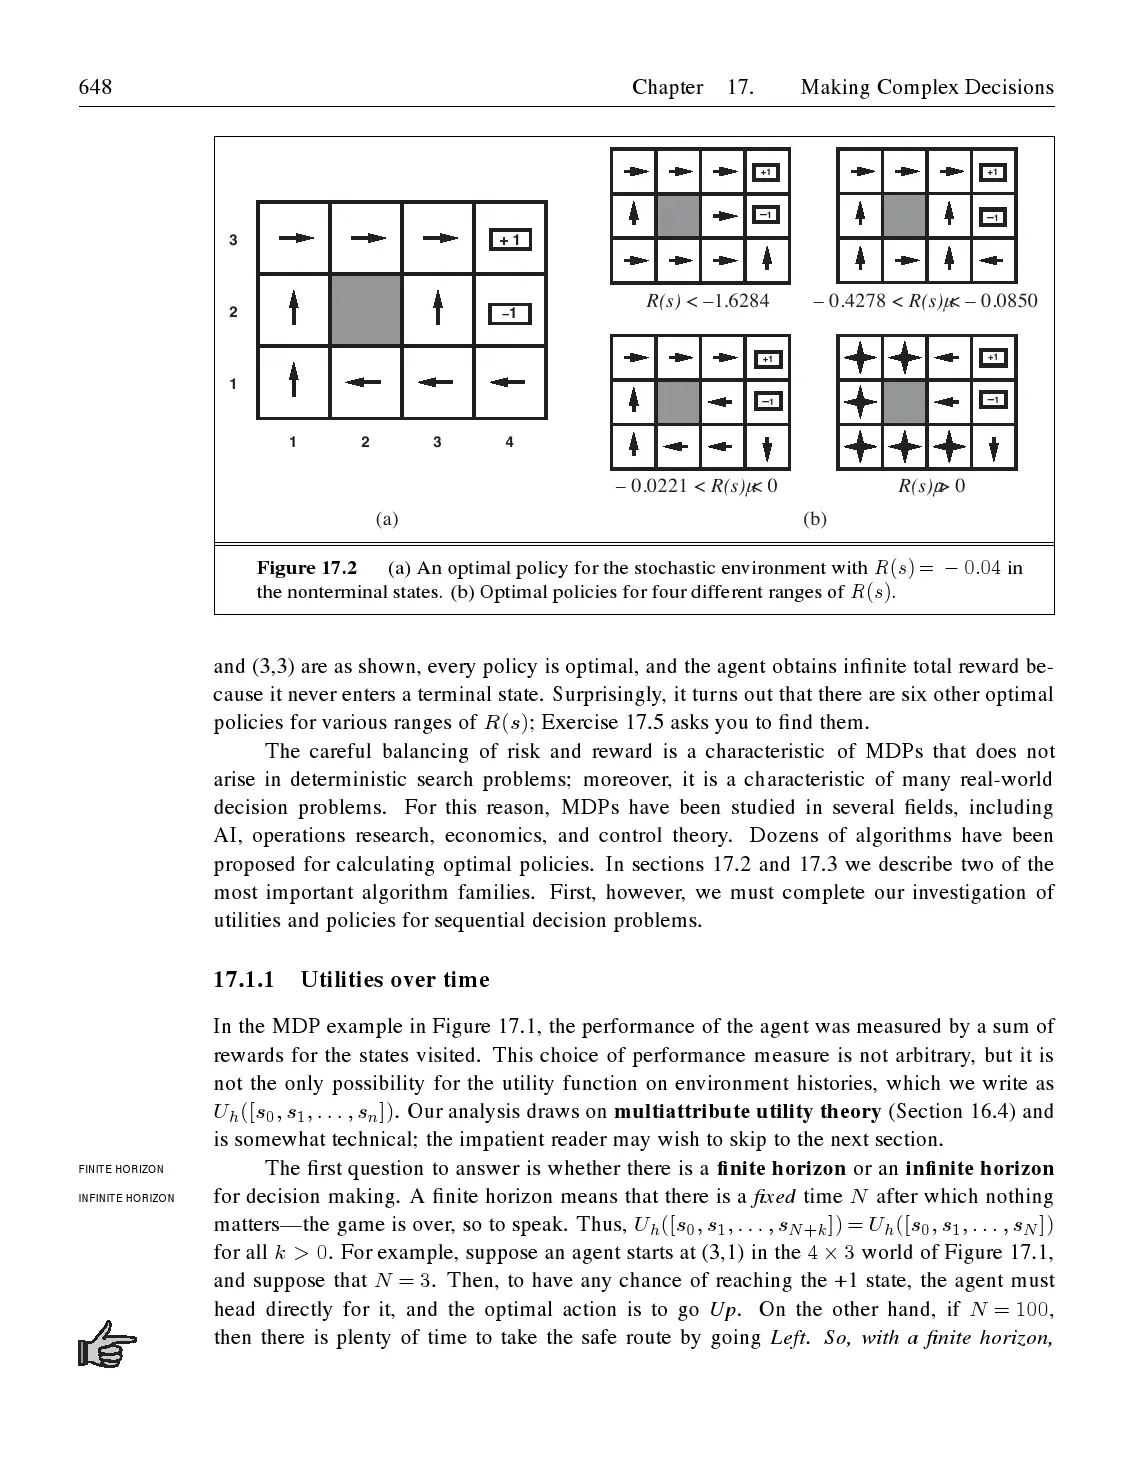 648 Chapter 17. Making Complex Decisions
+1 +1
3 + 1
–1 –1
2 –1
R(s) < –1.6284 – 0.4278 < R(s)µ< – 0.0850
1
+1 +1
1 2 3 4
–1 –1
– 0.0221 < R(s)µ< 0 R(s)µ> 0
(a) (b)
Figure 17.2 (a) An optimal policy for the stochastic environment with R(s) = − 0.04 in
the nonterminal states. (b) Optimal policies for four different ranges of R(s).
and (3,3) are as shown, every policy is optimal, and the agent obtains infinite total reward be-
cause it never enters a terminal state. Surprisingly, it turns out that there are six other optimal
policies for various ranges of R(s); Exercise 17.5 asks you to find them.
The careful balancing of risk and reward is a characteristic of MDPs that does not
arise in deterministic search problems; moreover, it is a characteristic of many real-world
decision problems. For this reason, MDPs have been studied in several fields, including
AI, operations research, economics, and control theory. Dozens of algorithms have been
proposed for calculating optimal policies. In sections 17.2 and 17.3 we describe two of the
most important algorithm families. First, however, we must complete our investigation of
utilities and policies for sequential decision problems.
17.1.1 Utilities over time
In the MDP example in Figure 17.1, the performance of the agent was measured by a sum of
rewards for the states visited. This choice of performance measure is not arbitrary, but it is
not the only possibility for the utility function on environment histories, which we write as
Uh([s0, s1, . . . , sn]). Our analysis draws on multiattribute utility theory (Section 16.4) and
is somewhat technical; the impatient reader may wish to skip to the next section.
FINITE HORIZON The first question to answer is whether there is a finite horizon or an infinite horizon
INFINITE HORIZON for decision making. A finite horizon means that there is a fixed time N after which nothing
matters—the game is over, so to speak. Thus, Uh([s0, s1, . . . , sN+k]) = Uh([s0, s1, . . . , sN])
for all k > 0. For example, suppose an agent starts at (3,1) in the 4 × 3 world of Figure 17.1,
and suppose that N = 3. Then, to have any chance of reaching the +1 state, the agent must
head directly for it, and the optimal action is to go Up. On the other hand, if N = 100,
then there is plenty of time to take the safe route by going Left. So, with a finite horizon,